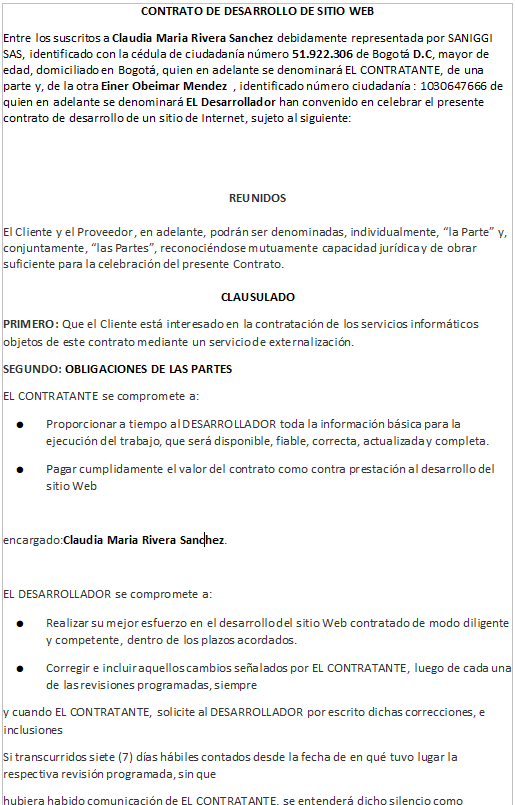 CONTRATO DE DESARROLLO DE SITIO WEB
Entre los suscritos a Claudia Maria Rivera Sanchez debidamente representada por SANIGGI
SAS, identificado con la cédula de ciudadanía número 51.922.306 de Bogotá D.C, mayor de
edad, domiciliado en Bogotá, quien en adelante se denominará EL CONTRATANTE, de una
parte y, de la otra Einer Obeimar Mendez , identificado número ciudadanía : 1030647666 de
quien en adelante se denominará EL Desarrollador han convenido en celebrar el presente
contrato de desarrollo de un sitio de Internet, sujeto al siguiente:
REUNIDOS
El Cliente y el Proveedor, en adelante, podrán ser denominadas, individualmente, “la Parte” y,
conjuntamente, “las Partes”, reconociéndose mutuamente capacidad jurídica y de obrar
suficiente para la celebración del presente Contrato.
CLAUSULADO
PRIMERO: Que el Cliente está interesado en la contratación de los servicios informáticos
objetos de este contrato mediante un servicio de externalización.
SEGUNDO: OBLIGACIONES DE LAS PARTES
EL CONTRATANTE se compromete a:
● Proporcionar a tiempo al DESARROLLADOR toda la información básica para la
ejecución del trabajo, que será disponible, fiable, correcta, actualizada y completa.
● Pagar cumplidamente el valor del contrato como contra prestación al desarrollo del
sitio Web
encargado:Claudia Maria Rivera Sanchez.
EL DESARROLLADOR se compromete a:
● Realizar su mejor esfuerzo en el desarrollo del sitio Web contratado de modo diligente
y competente, dentro de los plazos acordados.
● Corregir e incluir aquellos cambios señalados por EL CONTRATANTE, luego de cada una
de las revisiones programadas, siempre
y cuando EL CONTRATANTE, solicite al DESARROLLADOR por escrito dichas correcciones, e
inclusiones
Si transcurridos siete (7) días hábiles contados desde la fecha de en qué tuvo lugar la
respectiva revisión programada, sin que
hubiera habido comunicación de EL CONTRATANTE, se entenderá dicho silencio como